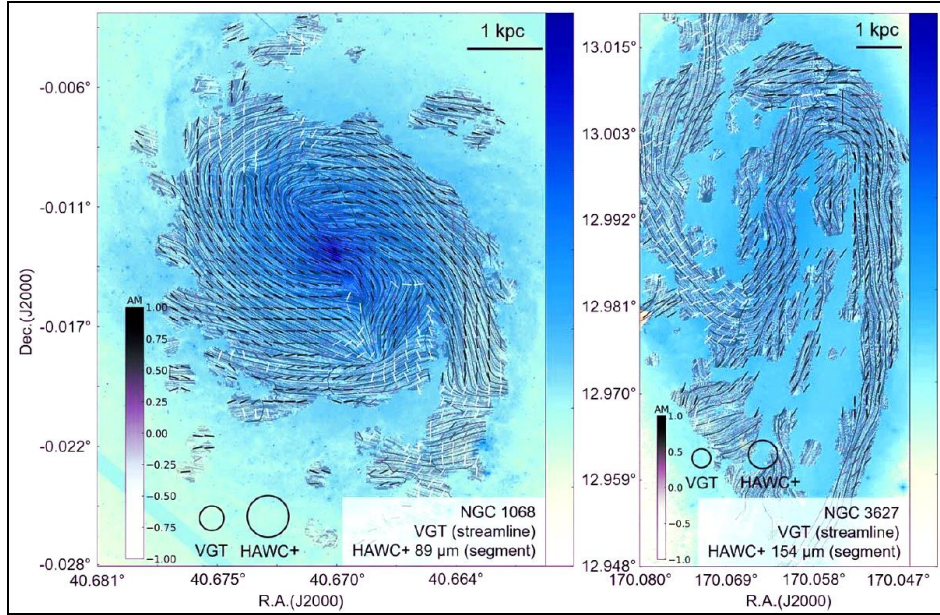 1 kpc
-0.006°
-0.011°
-0.017°
-0.022°
-0.028°
Dec.(J2000)
AM
1.00
0.75
0.50
0.25
0.00
−0.25
−0.50
−0.75
−1.00
VGT
HAWC+
NGC 1068
VGT (streamline)
HAWC+ 89 μm (segment)
40.681°
40.675°
40.670°
40.664°
R.A.(J2000)
1 kpc
13.015°
13.003°
12.992°
12.981°
12.970°
12.959°
12.948°
AM
1.0
0.5
0.0
−0.5
−1.0
VGT
HAWC+
NGC 3627
VGT (streamline)
HAWC+ 154 μm (segment)
170.080°
170.069°
170.058°
170.047°
R.A.(J2000)